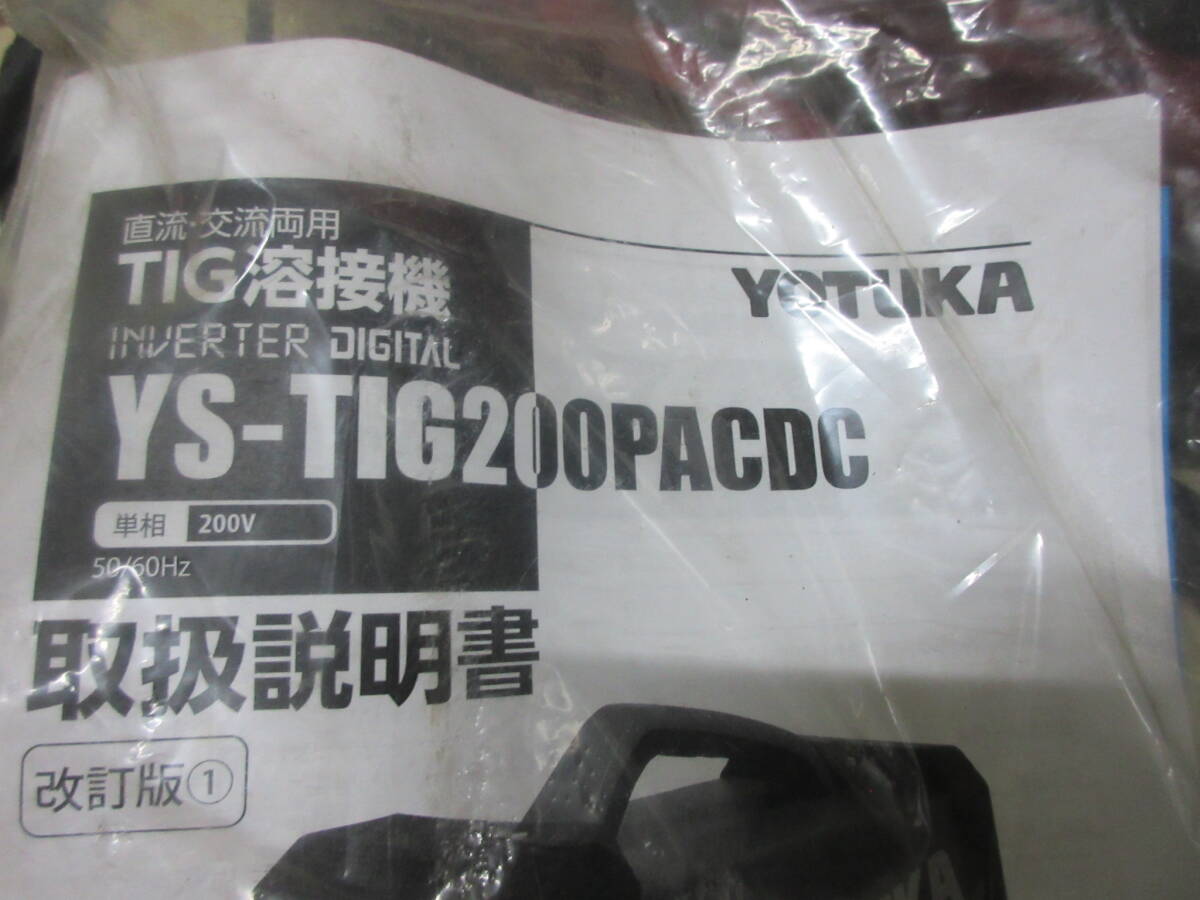 直流・交流両用
TIG溶接機
INVERTER DIGITAL
YOTUKA
YS-TIG200PACDC
単相 200V
50/60Hz
取扱説明書
改訂版①